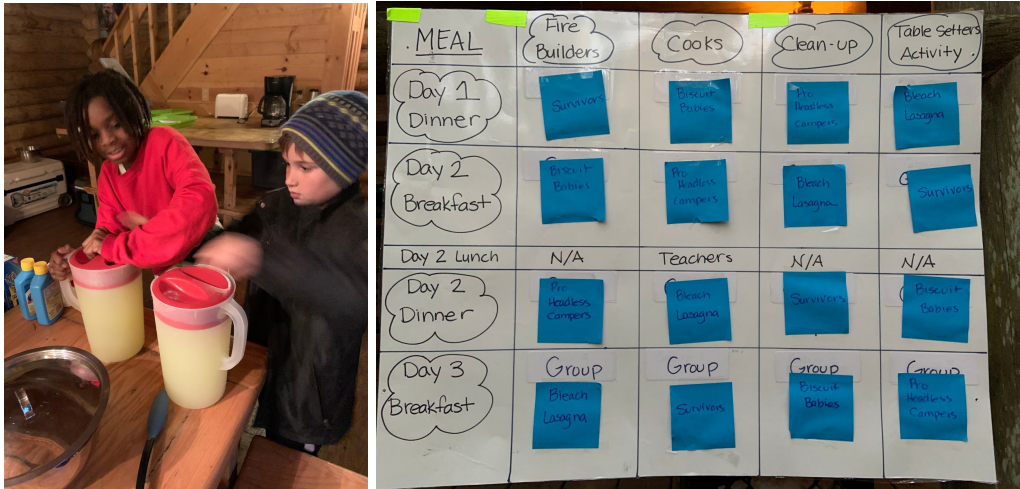 MEAL
Fire
Builders
Cooks
Clean-up
Table Setters
Activity
Day 1
Dinner
Survivors
Biscuit
Babies
Pro
Headless
Campers
Bleach
Lasagna
Day 2
Breakfast
Biscuit
Babies
Pro
Headless
Campers
Bleach
Lasagna
Survivors
Day 2 Lunch
N/A
Teachers
N/A
N/A
Day 2
Dinner
Pro
Headless
Campers
Bleach
Lasagna
Survivors
Biscuit
Babies
Day 3
Breakfast
Group
Bleach
Lasagna
Group
Survivors
Group
Biscuit
Babies
Group
Pro
Headless
Campers